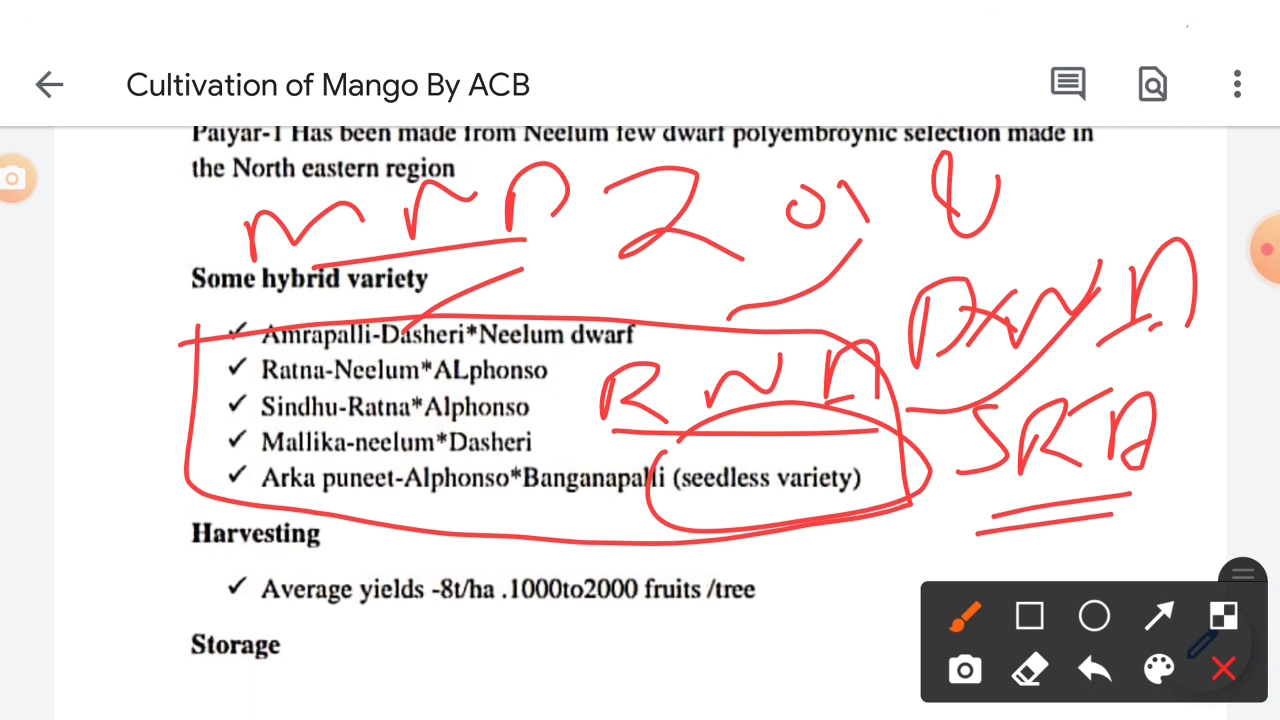 Cultivation of Mango By ACB
Paiyar-1 Has been made from Neelum few dwarf polyembroynic selection made in
the North eastern region
2018
Some hybrid variety
✓ Amrapalli-Dasheri*Neelum dwarf
✓ Ratna-Neelum*ALphonso
RNA
✓ Sindhu-Ratna*Alphonso
SRA
✓ Mallika-neelum*Dasheri
✓ Arka puneet-Alphonso*Banganapalli (seedless variety)
Harvesting
✓ Average yields -8t/ha .1000to2000 fruits /tree
Storage